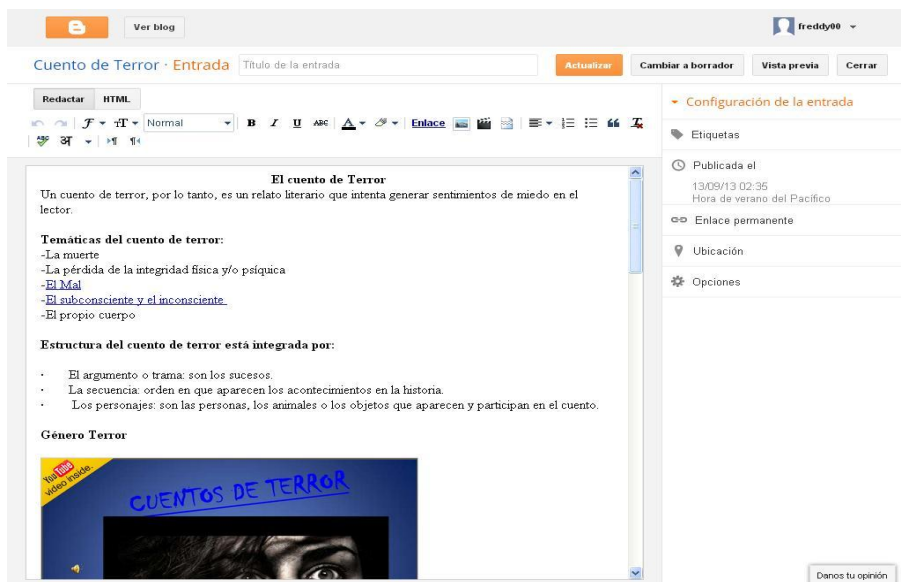 Ver blog
freddy00
Cuento de Terror · Entrada
Título de la entrada
Actualizar
Cambiar a borrador
Vista previa
Cerrar
Redactar
HTML
Normal
B I U ABC A Enlace
ABC अ
Configuración de la entrada
Etiquetas
Publicada el
13/09/13 02:35
Hora de verano del Pacífico
Enlace permanente
Ubicación
Opciones
El cuento de Terror
Un cuento de terror, por lo tanto, es un relato literario que intenta generar sentimientos de miedo en el
lector.
Temáticas del cuento de terror:
-La muerte
-La pérdida de la integridad física y/o psíquica
-El Mal
-El subconsciente y el inconsciente
-El propio cuerpo
Estructura del cuento de terror está integrada por:
· El argumento o trama: son los sucesos.
· La secuencia: orden en que aparecen los acontecimientos en la historia.
· Los personajes: son las personas, los animales o los objetos que aparecen y participan en el cuento.
Género Terror
YouTube
video inside.
CUENTOS DE TERROR
Danos tu opinión